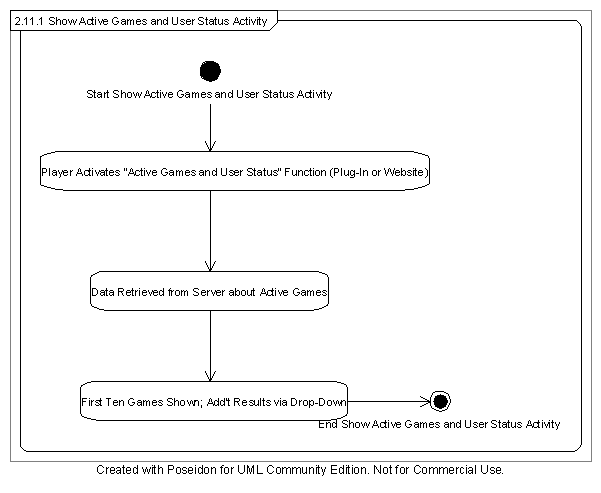 2.11.1 Show Active Games and User Status Activity
Start Show Active Games and User Status Activity
Player Activates "Active Games and User Status" Function (Plug-In or Website)
Data Retrieved from Server about Active Games
First Ten Games Shown; Add't Results via Drop-Down
End Show Active Games and User Status Activity
Created with Poseidon for UML Community Edition. Not for Commercial Use.